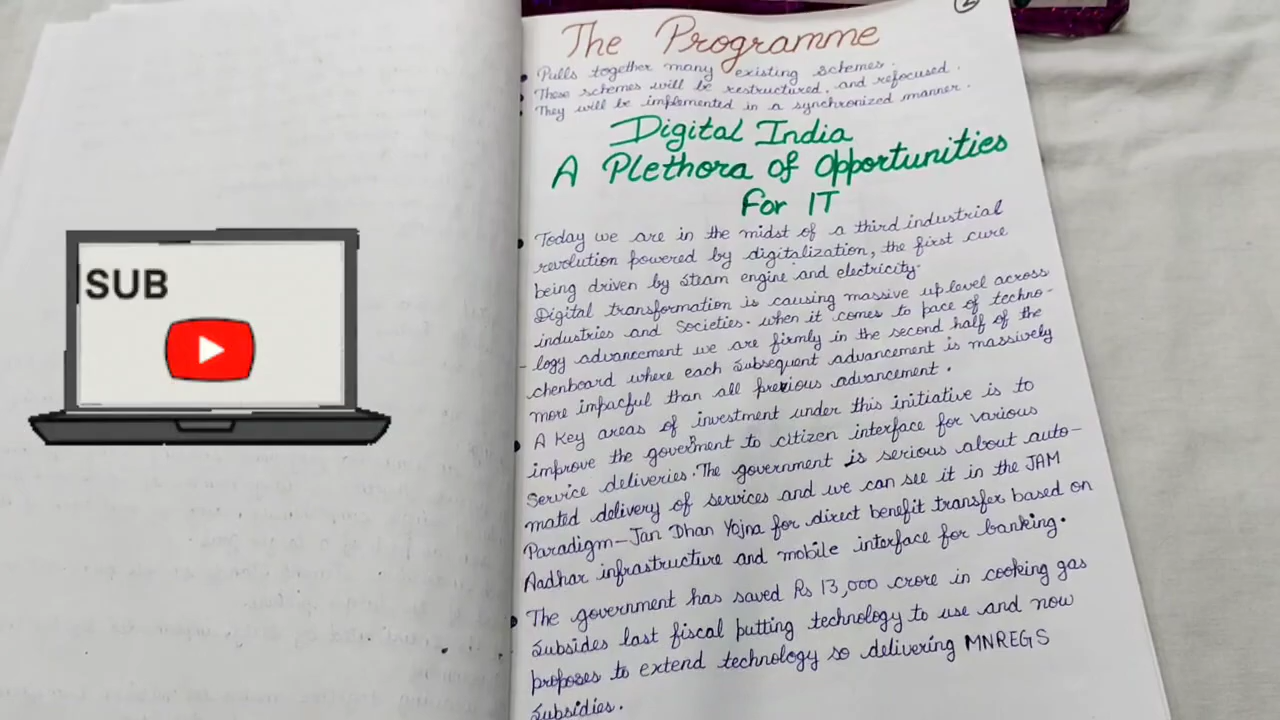 2
The Programme
Pulls together many existing schemes.
These schemes will be restructured, and refocused.
They will be implemented in a synchronized manner.
Digital India
A Plethora of Opportunities
For IT
Today we are in the midst of a third industrial
revolution powered by digitalization, the first cure
being driven by steam engine and electricity.
Digital transformation is causing massive up level across
industries and Societies. when it comes to pace of techno-
-logy advancement we are firmly in the second half of the
chenboard where each subsequent advancement is massively
more impacful than all previous advancement.
A Key areas of investment under this initiative is to
improve the government to citizen interface for various
Service deliveries. The government is serious about auto-
mated delivery of services and we can see it in the JAM
Paradigm-Jan Dhan Yojna for direct benefit transfer based on
Aadhar infrastructure and mobile interface for banking.
The government has saved Rs 13,000 crore in cooking gas
subsides last fiscal putting technology to use and now
proposes to extend technology so delivering MNREGS
subsidies.
SUB